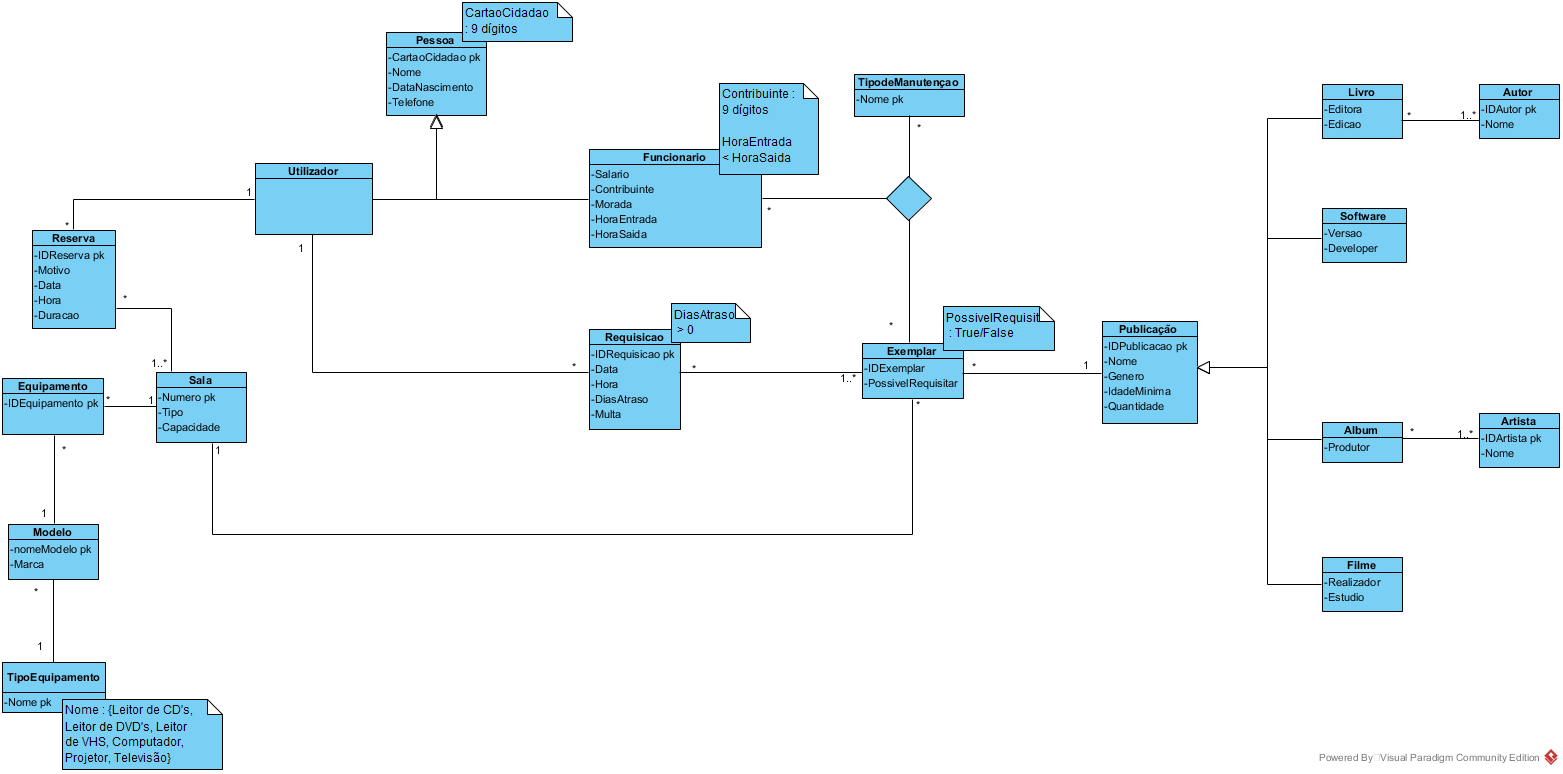 CartaoCidadao
: 9 dígitos
Pessoa
-CartaoCidadao pk
-Nome
-DataNascimento
-Telefone
Utilizador
1
*
1
Reserva
-IDReserva pk
-Motivo
-Data
-Hora
-Duracao
*
1..*
Contribuinte :
9 dígitos
HoraEntrada
< HoraSaida
Funcionario
-Salario
-Contribuinte
-Morada
-HoraEntrada
-HoraSaida
*
TipodeManutençao
-Nome pk
*
*
DiasAtraso
> 0
Requisicao
-IDRequisicao pk
-Data
-Hora
-DiasAtraso
-Multa
*
*
1..*
PossivelRequisit
: True/False
Exemplar
-IDExemplar
-PossivelRequisitar
*
1
*
Publicação
-IDPublicacao pk
-Nome
-Genero
-IdadeMinima
-Quantidade
Livro
-Editora
-Edicao
*
1..*
Autor
-IDAutor pk
-Nome
Software
-Versao
-Developer
Album
-Produtor
*
1..*
Artista
-IDArtista pk
-Nome
Filme
-Realizador
-Estudio
Equipamento
-IDEquipamento pk
*
1
Sala
-Numero pk
-Tipo
-Capacidade
1
*
1
Modelo
-nomeModelo pk
-Marca
*
1
TipoEquipamento
-Nome pk
Nome : {Leitor de CD's,
Leitor de DVD's, Leitor
de VHS, Computador,
Projetor, Televisão}
Powered By Visual Paradigm Community Edition